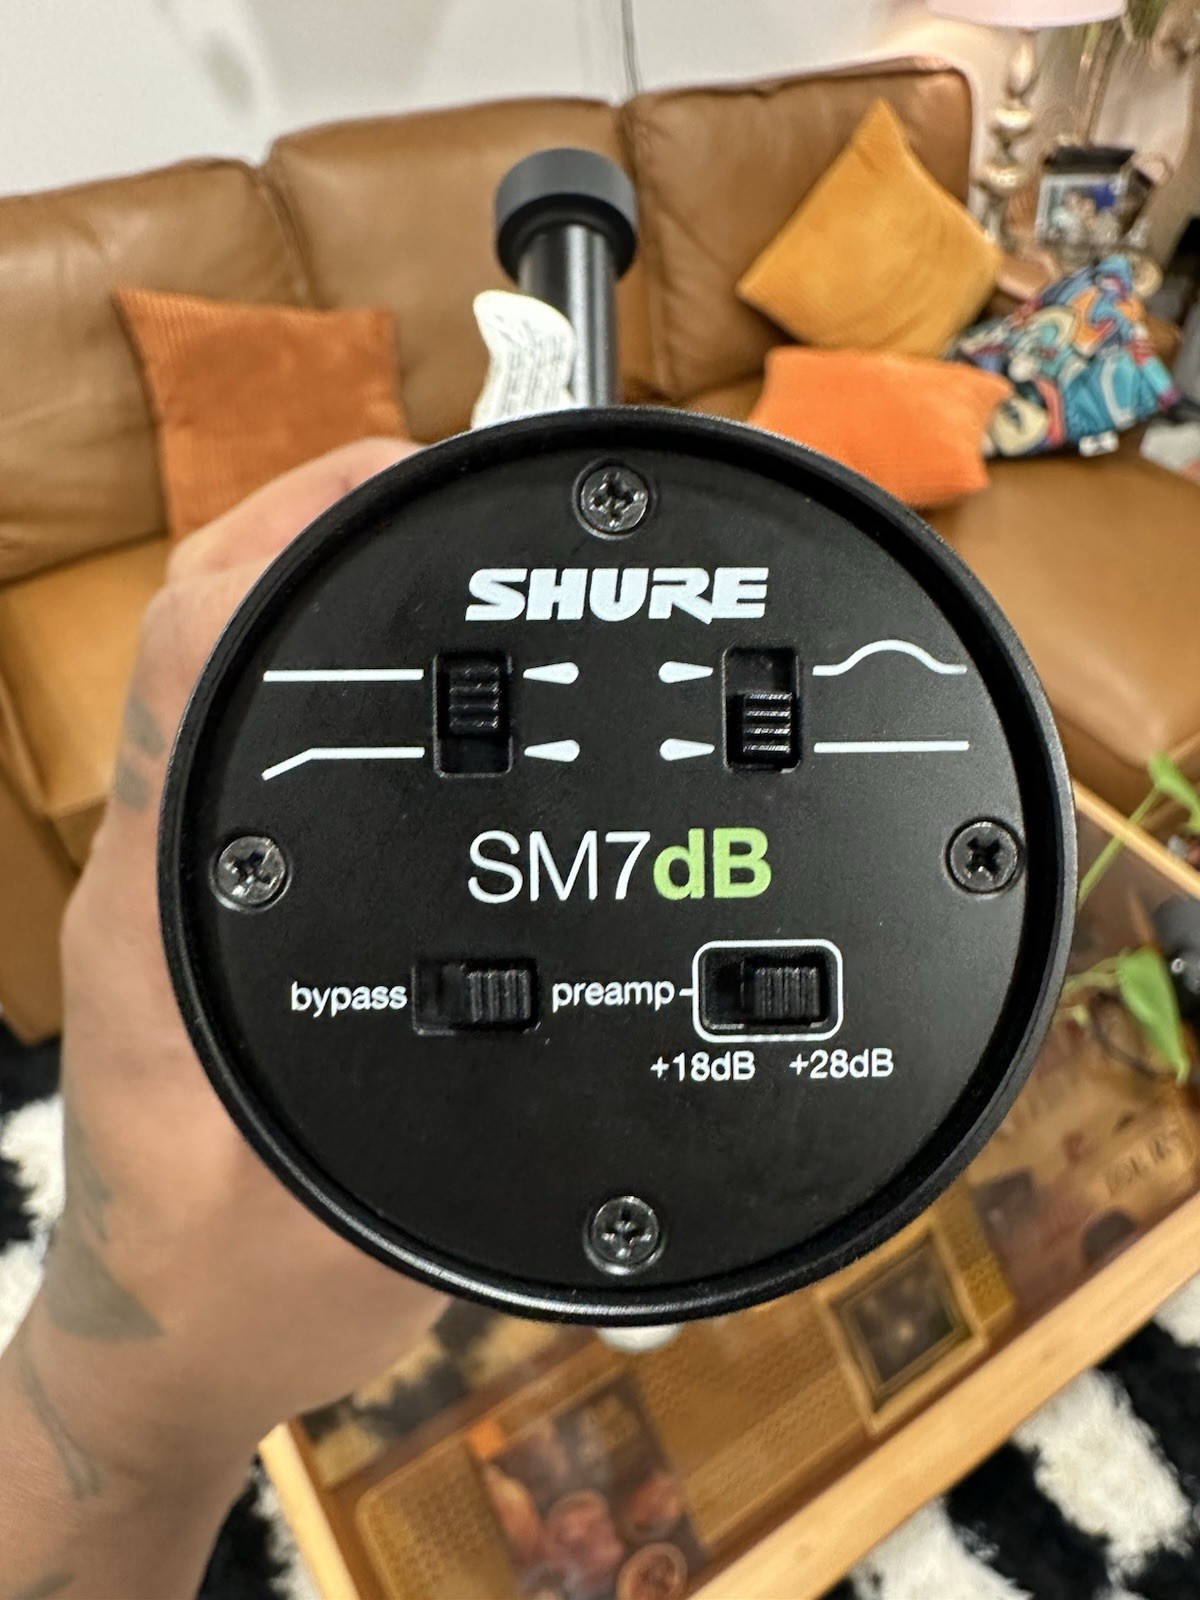 SHURE
SM7dB
bypass preamp
+18dB +28dB